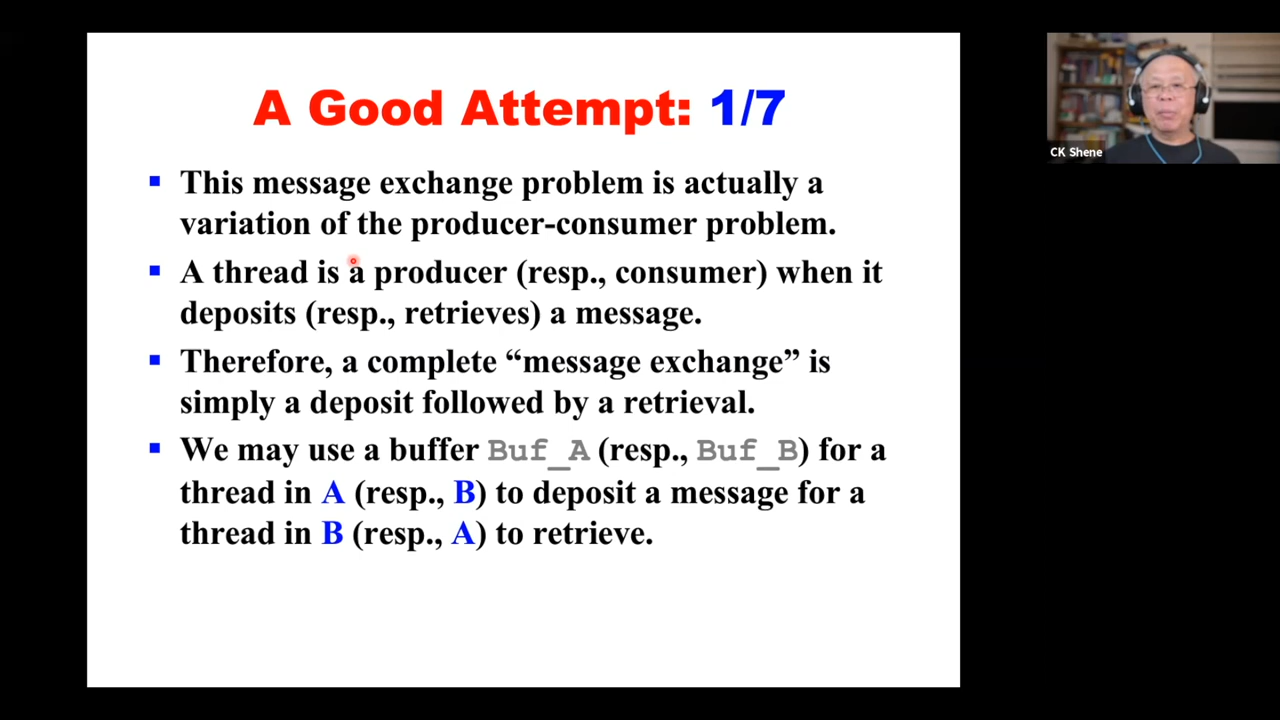 A Good Attempt: 1/7
This message exchange problem is actually a
variation of the producer-consumer problem.
A thread is a producer (resp., consumer) when it
deposits (resp., retrieves) a message.
Therefore, a complete “message exchange” is
simply a deposit followed by a retrieval.
We may use a buffer Buf_A (resp., Buf_B) for a
thread in A (resp., B) to deposit a message for a
thread in B (resp., A) to retrieve.
CK Shene